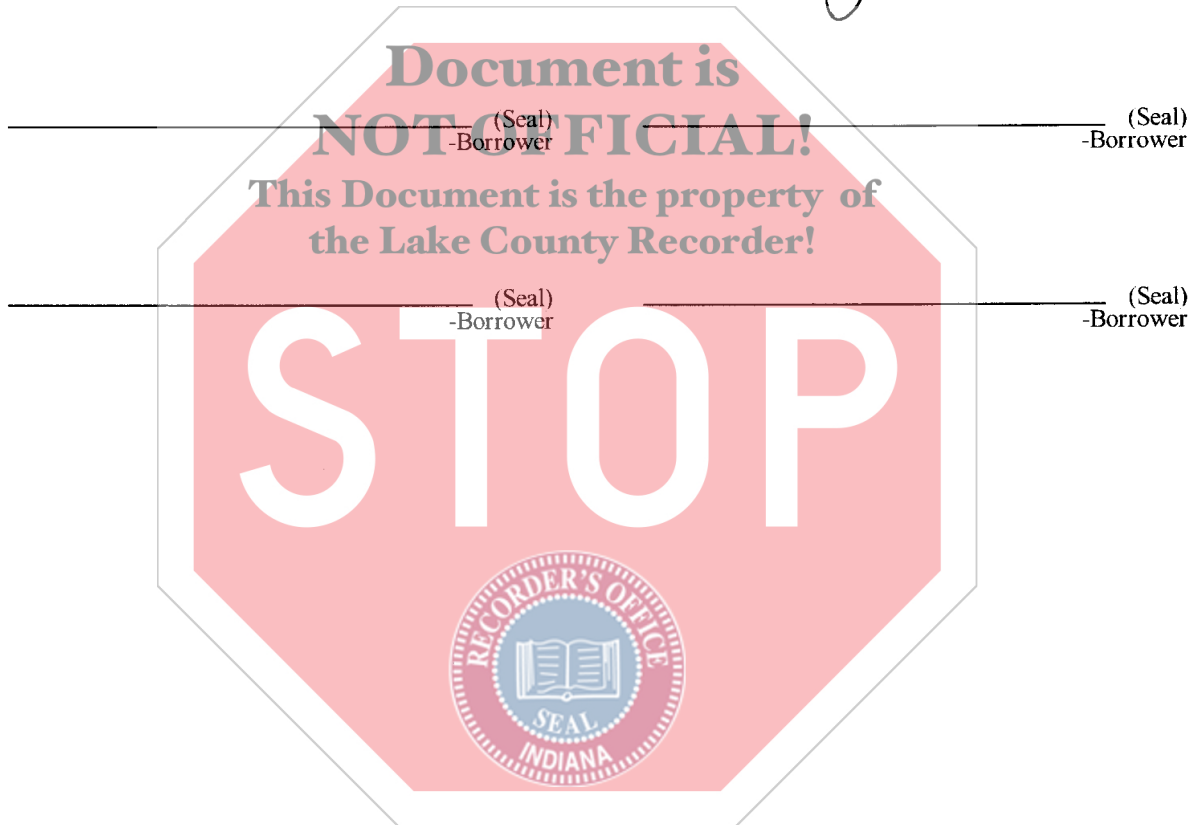 Document is
NOT OFFICIAL!
This Document is the property of
the Lake County Recorder!
(Seal) (Seal)
-Borrower -Borrower
(Seal) (Seal)
-Borrower -Borrower
STOP
RECORDER'S OFFICE
SEAL
INDIANA